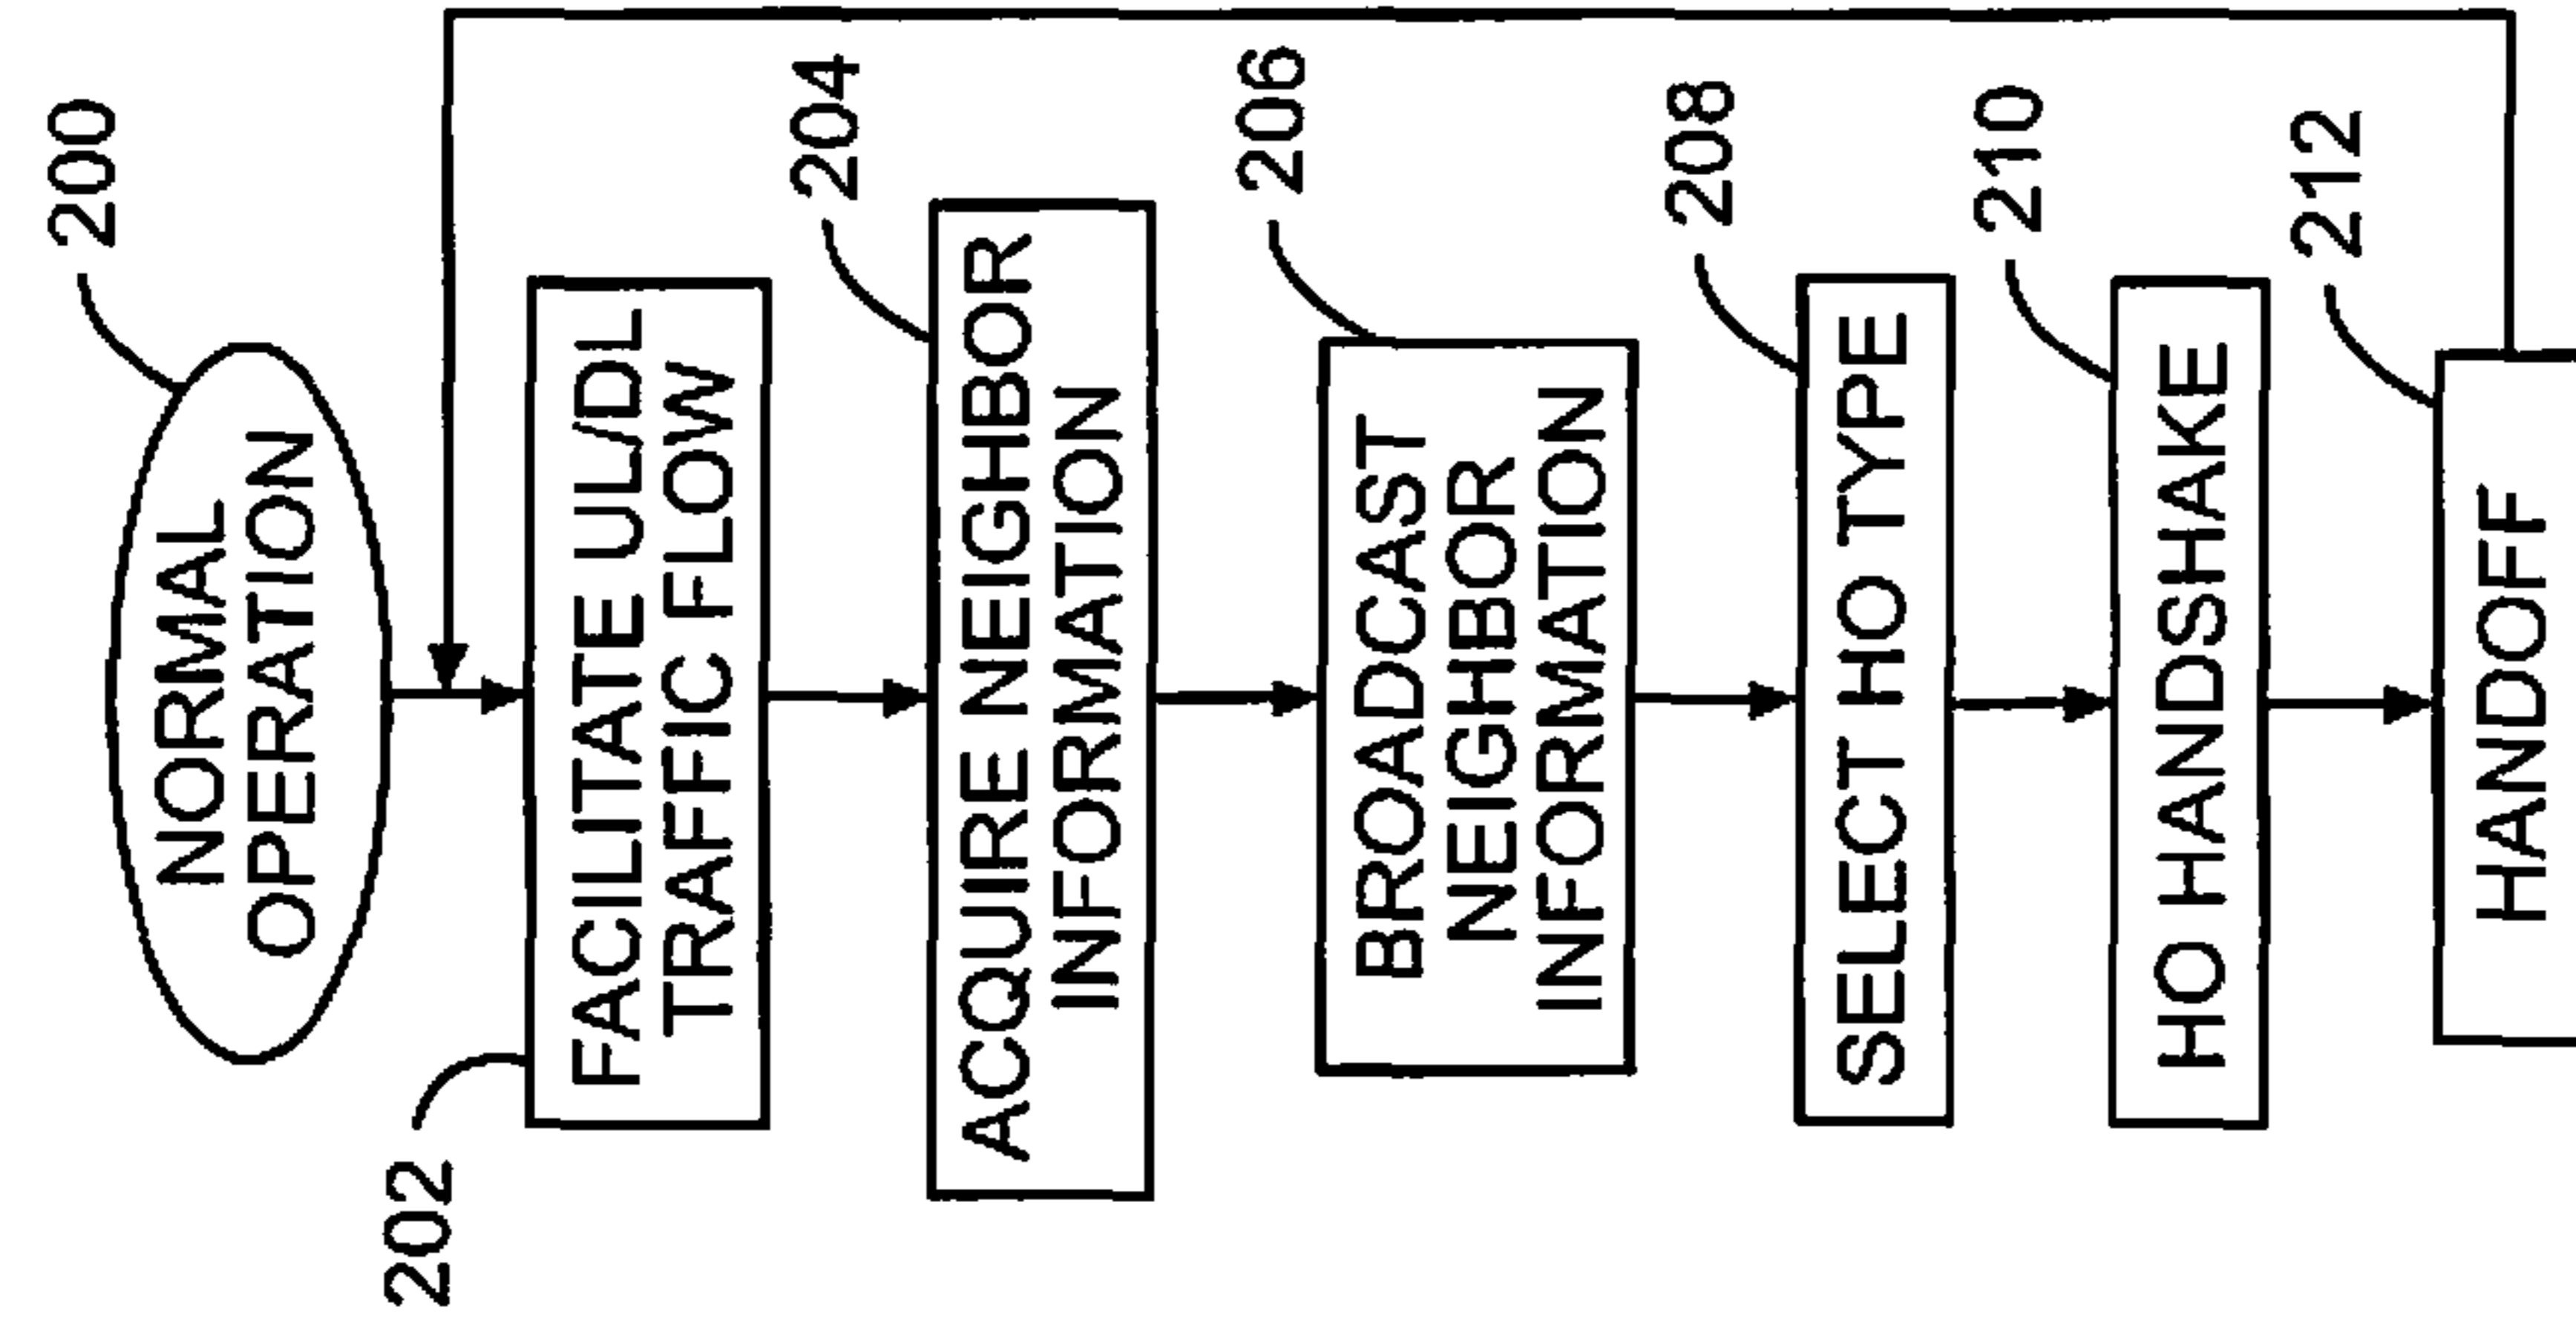 200
NORMAL
OPERATION
202
FACILITATE UL/DL
TRAFFIC FLOW
204
ACQUIRE NEIGHBOR
INFORMATION
206
BROADCAST
NEIGHBOR
INFORMATION
208
SELECT HO TYPE
210
HO HANDSHAKE
212
HANDOFF